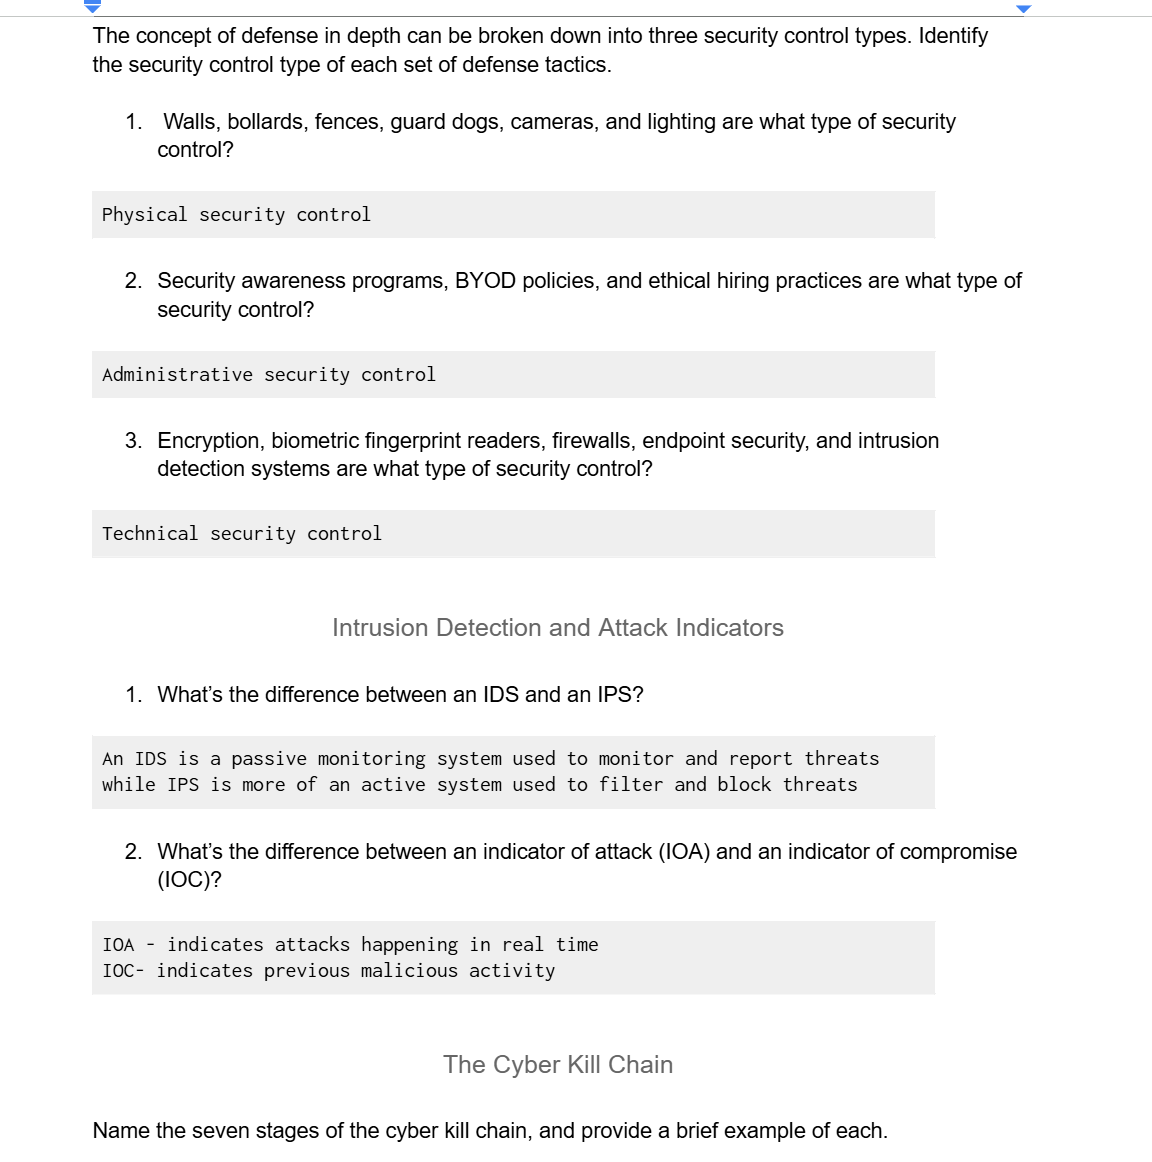 The concept of defense in depth can be broken down into three security control types. Identify
the security control type of each set of defense tactics.
1. Walls, bollards, fences, guard dogs, cameras, and lighting are what type of security
control?
Physical security control
2. Security awareness programs, BYOD policies, and ethical hiring practices are what type of
security control?
Administrative security control
3. Encryption, biometric fingerprint readers, firewalls, endpoint security, and intrusion
detection systems are what type of security control?
Technical security control
Intrusion Detection and Attack Indicators
1. What’s the difference between an IDS and an IPS?
An IDS is a passive monitoring system used to monitor and report threats
while IPS is more of an active system used to filter and block threats
2. What’s the difference between an indicator of attack (IOA) and an indicator of compromise
(IOC)?
IOA - indicates attacks happening in real time
IOC- indicates previous malicious activity
The Cyber Kill Chain
Name the seven stages of the cyber kill chain, and provide a brief example of each.